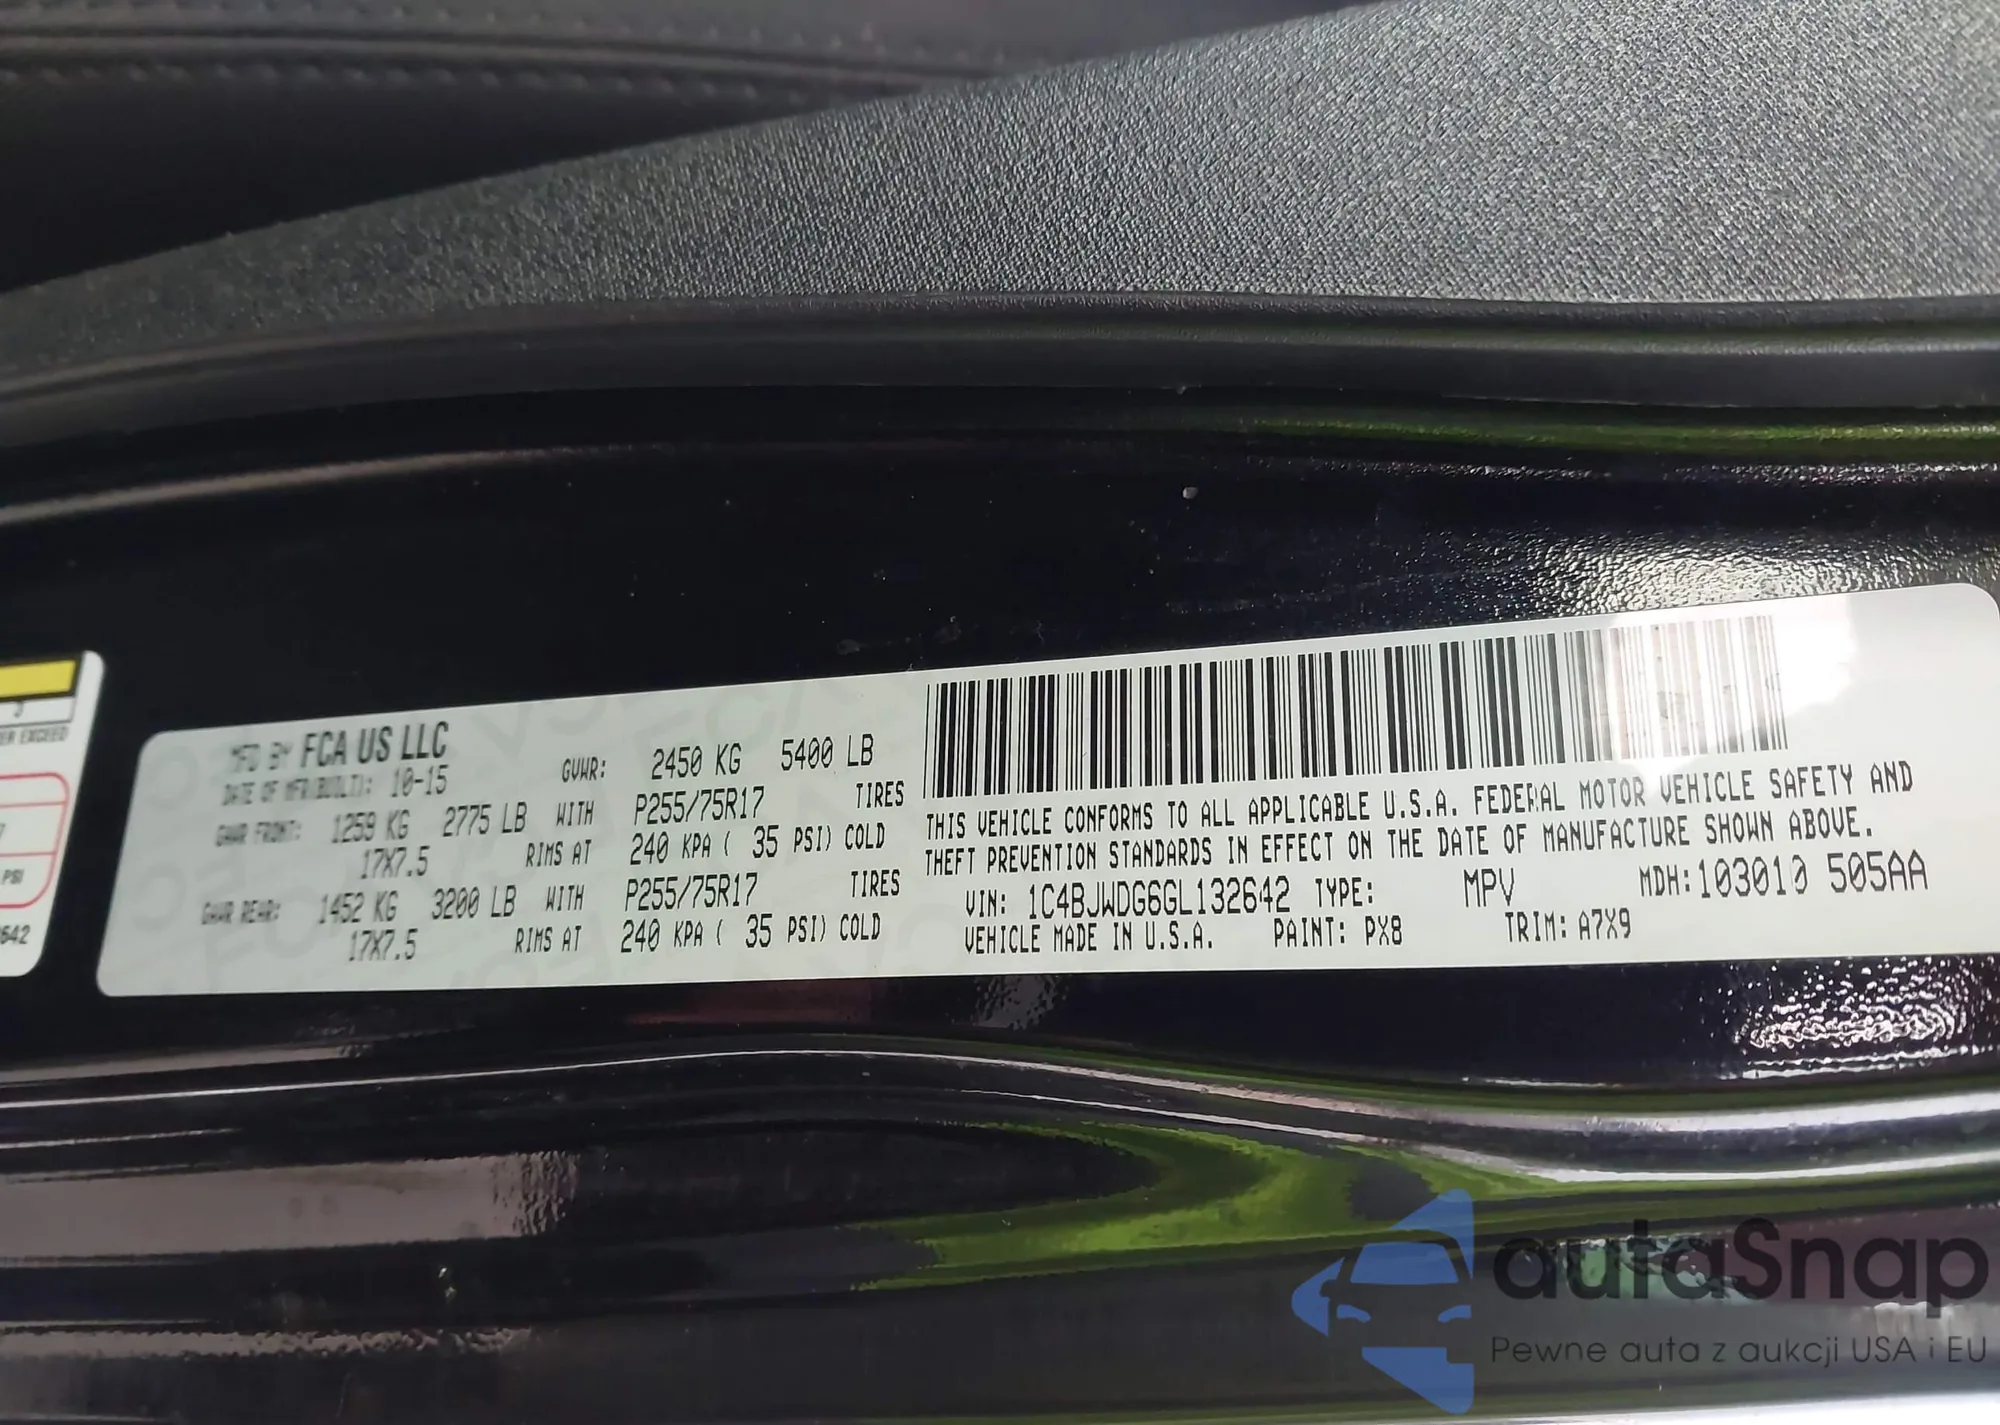 ER EXCEED
PSI
642
MFD BY FCA US LLC
DATE OF MFR(BUILT): 10-15
GVWR: 2450 KG 5400 LB
GAWR FRONT: 1259 KG 2775 LB WITH P255/75R17 TIRES
17X7.5 RIMS AT 240 KPA ( 35 PSI) COLD
GAWR REAR: 1452 KG 3200 LB WITH P255/75R17 TIRES
17X7.5 RIMS AT 240 KPA ( 35 PSI) COLD
THIS VEHICLE CONFORMS TO ALL APPLICABLE U.S.A. FEDERAL MOTOR VEHICLE SAFETY AND
THEFT PREVENTION STANDARDS IN EFFECT ON THE DATE OF MANUFACTURE SHOWN ABOVE.
VIN: 1C4BJWDG6GL132642 TYPE: MPV MDH:103010 505AA
VEHICLE MADE IN U.S.A. PAINT: PX8 TRIM: A7X9
autaSnap
Pewne auta z aukcji USA i EU